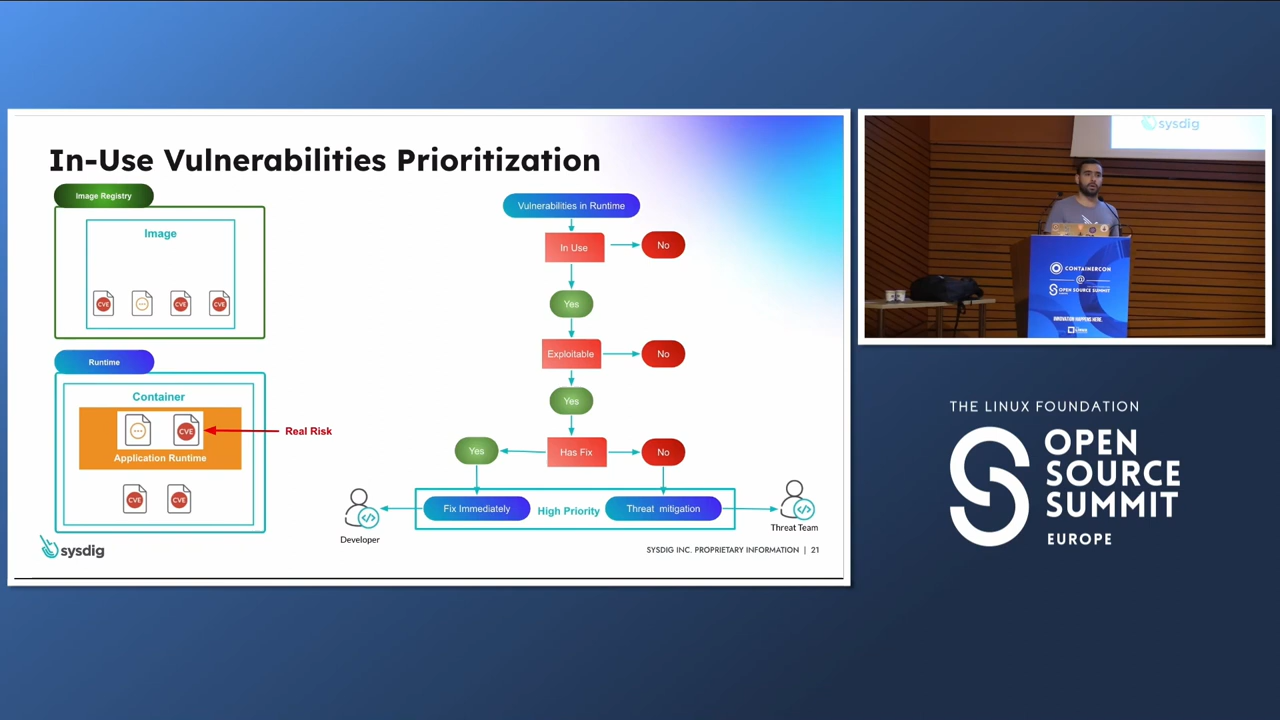 In-Use Vulnerabilities Prioritization
Image Registry
Image
CVE
CVE
CVE
Runtime
Container
CVE
Application Runtime
CVE
CVE
Real Risk
Vulnerabilities in Runtime
In Use
No
Yes
Exploitable
No
Yes
Yes
Has Fix
No
Fix Immediately
High Priority
Threat mitigation
Developer
Threat Team
sysdig
SYSDIG INC. PROPRIETARY INFORMATION | 21
sysdig
CONTAINERCON
@
OPEN SOURCE SUMMIT
INNOVATION HAPPENS HERE.
THE LINUX FOUNDATION
OPEN
SOURCE
SUMMIT
EUROPE